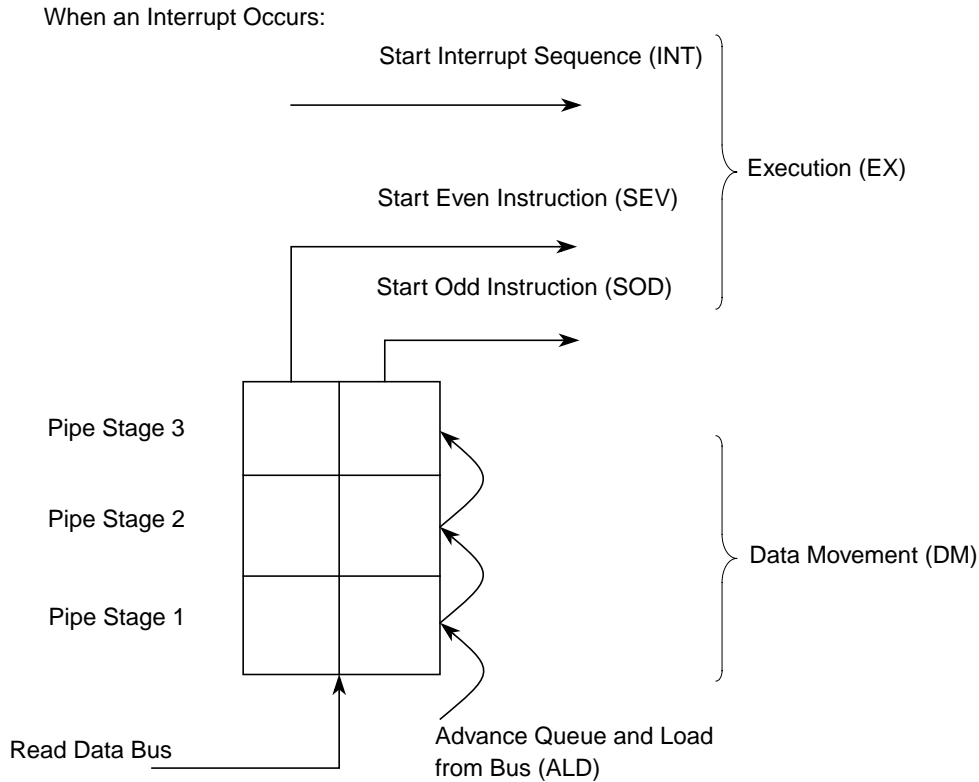 When an Interrupt Occurs:
Start Interrupt Sequence (INT)
Execution (EX)
Start Even Instruction (SEV)
Start Odd Instruction (SOD)
Pipe Stage 3
Pipe Stage 2
Data Movement (DM)
Pipe Stage 1
Read Data Bus
Advance Queue and Load
from Bus (ALD)